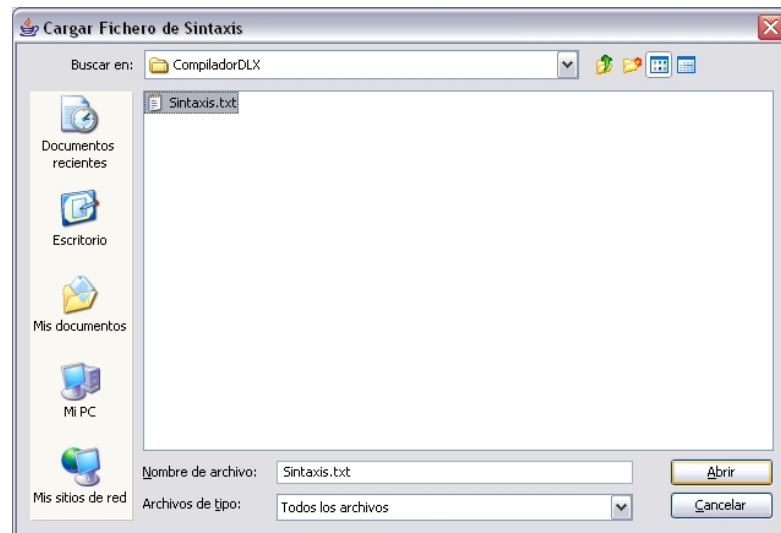 Cargar Fichero de Sintaxis
Buscar en: CompiladorDLX
Sintaxis.txt
Documentos
recientes
Escritorio
Mis documentos
Mi PC
Mis sitios de red
Nombre de archivo: Sintaxis.txt Abrir
Archivos de tipo: Todos los archivos Cancelar